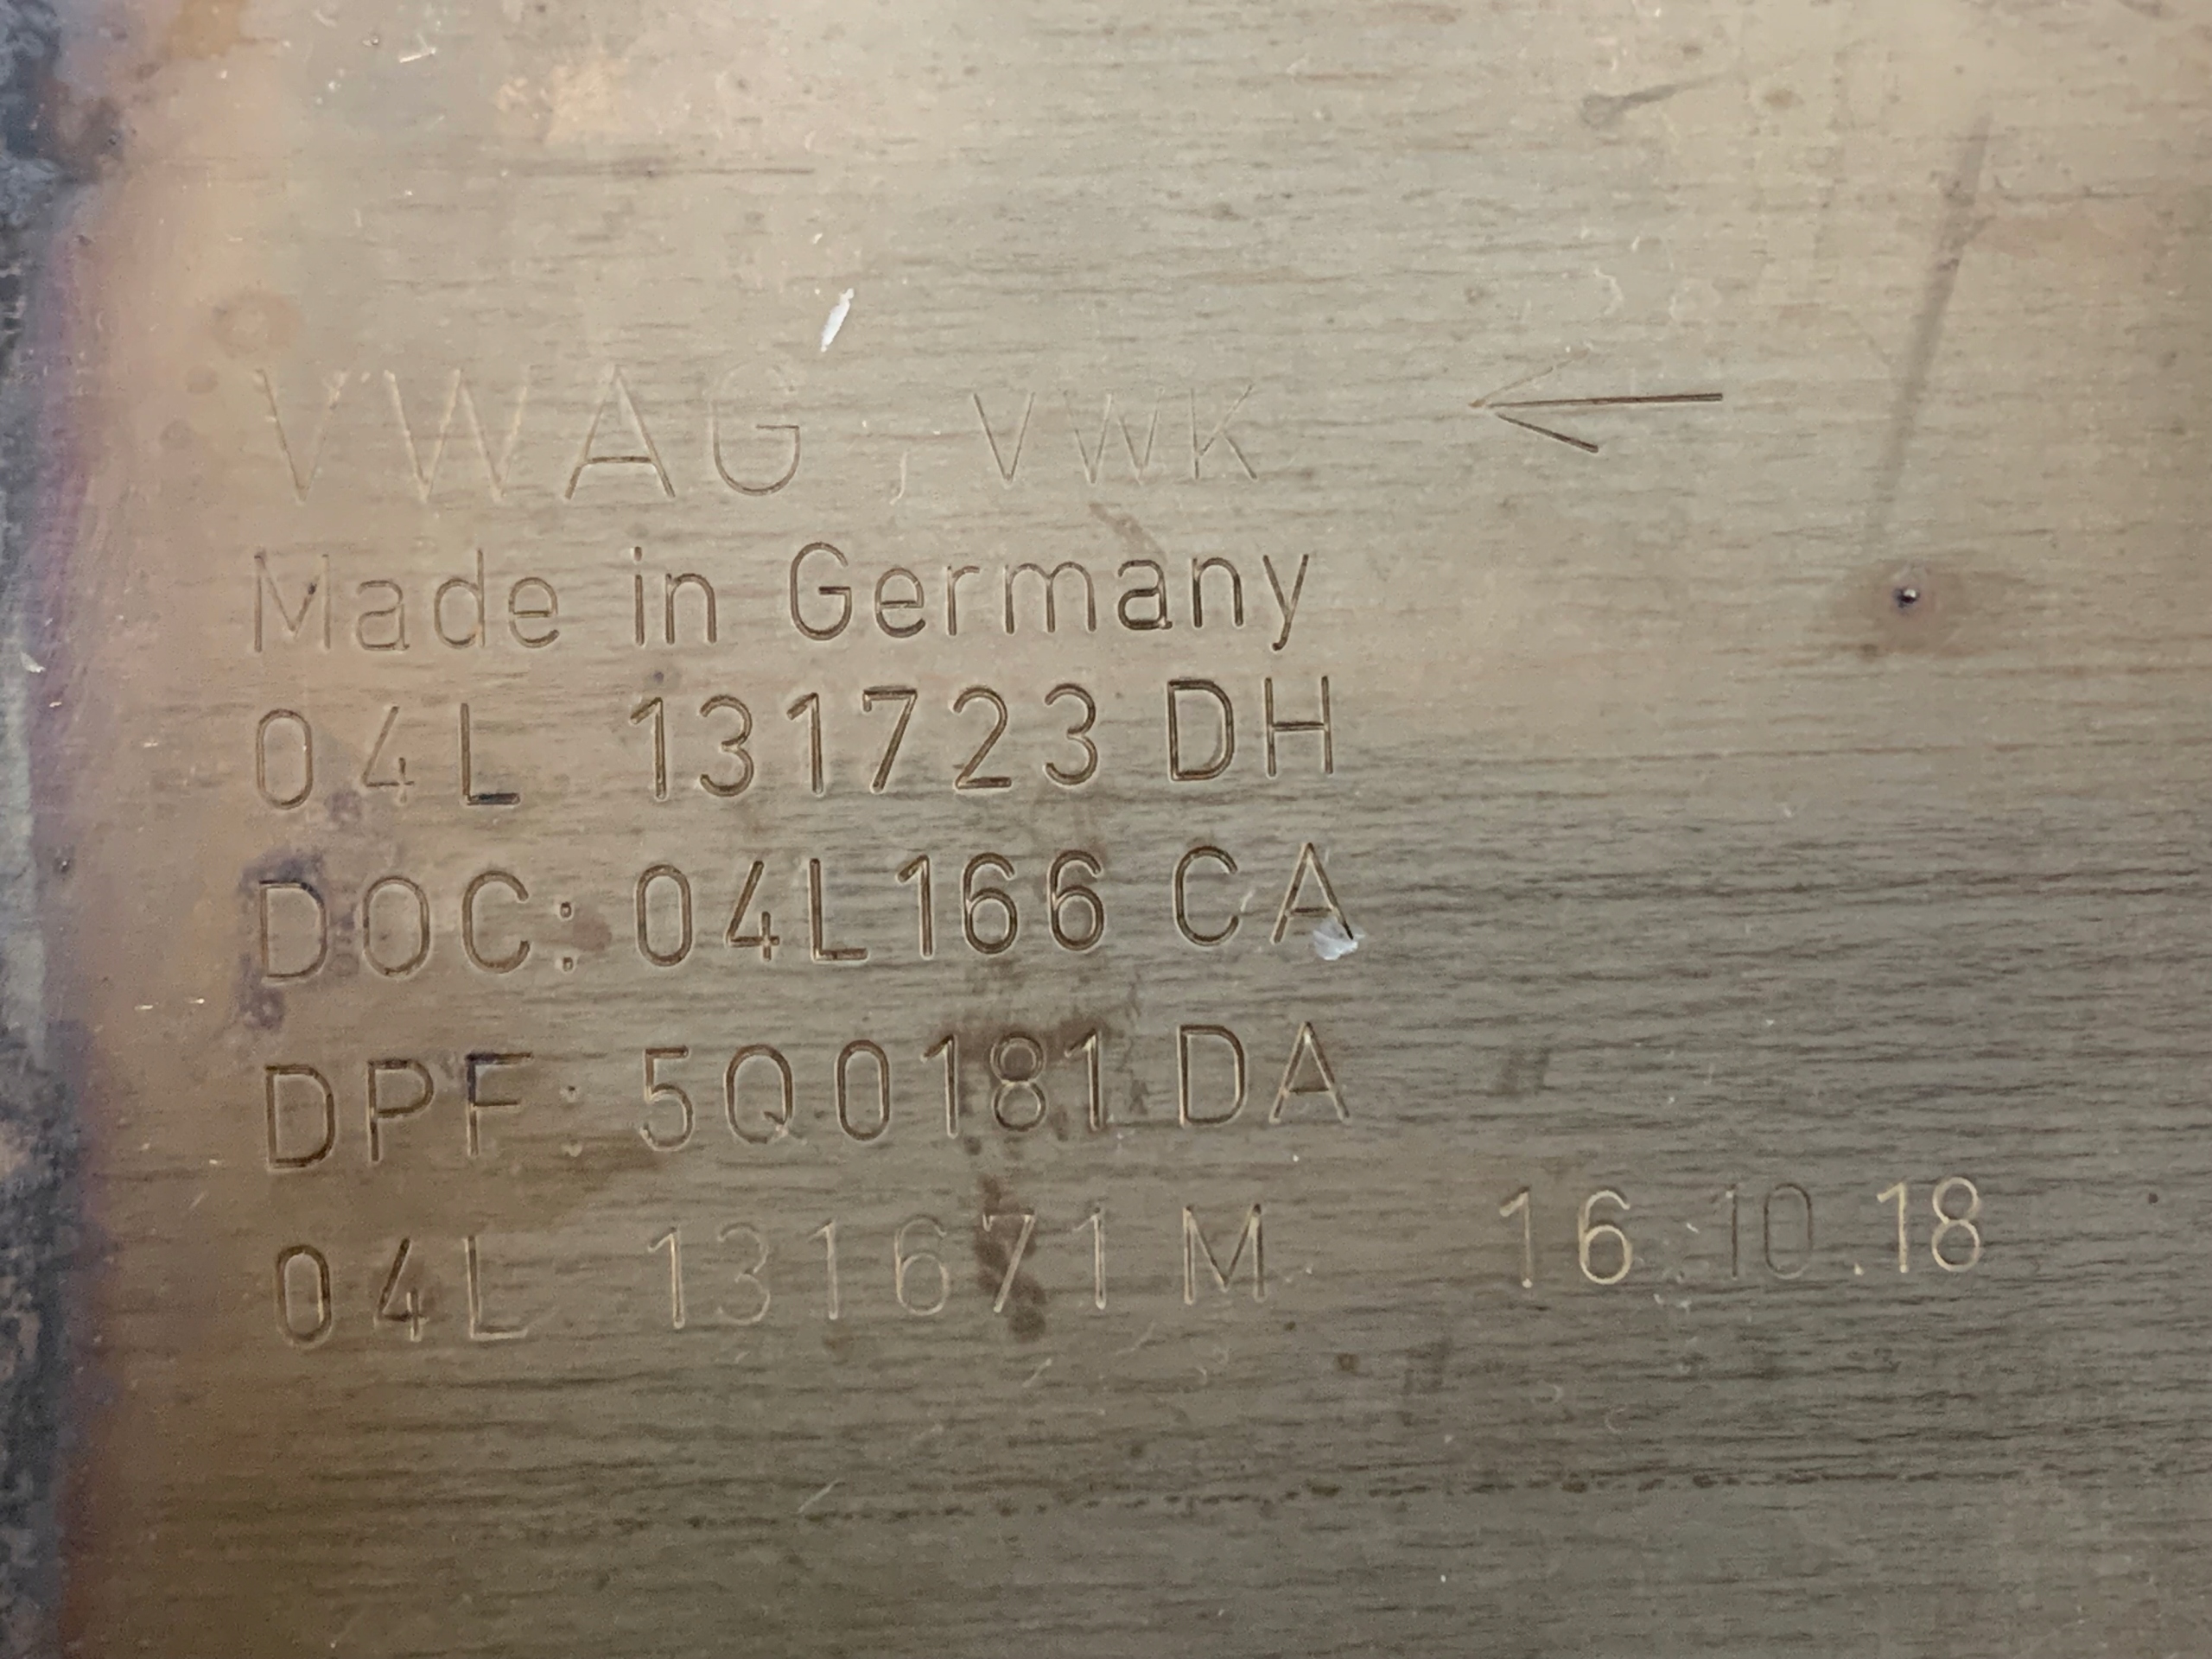 VWAG, VWK ←
Made in Germany
04L 131723 DH
DOC: 04L166 CA
DPF: 5Q0181 DA
04L 131671 M 16.10.18